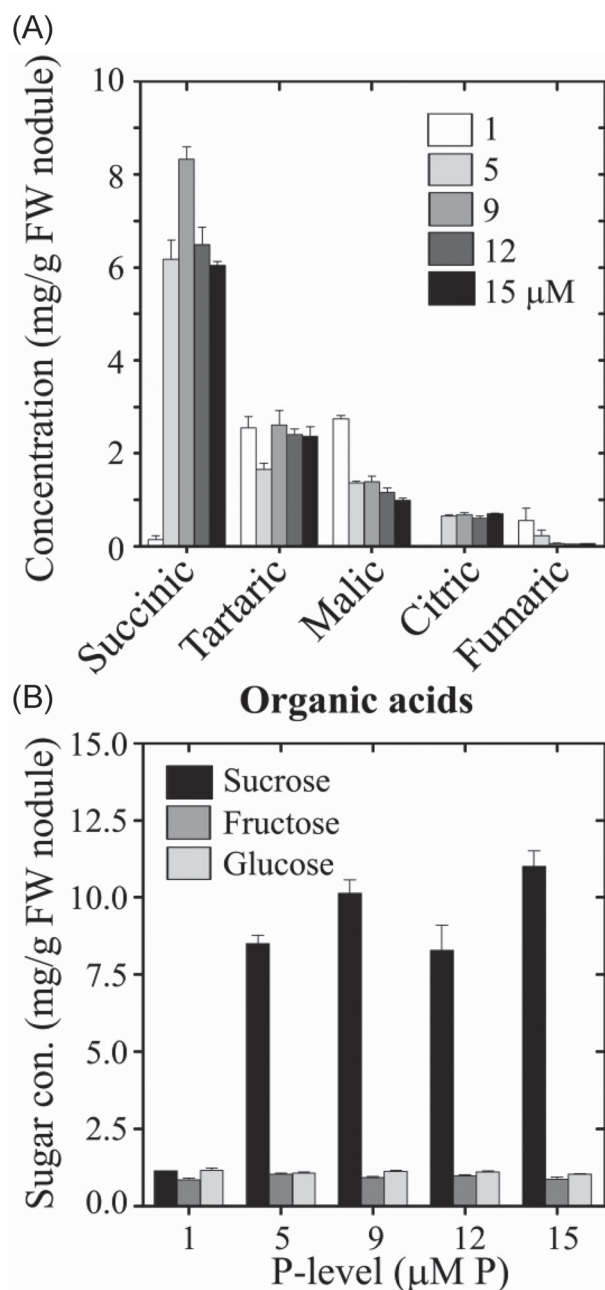 (A)
Concentration (mg/g FW nodule)
10
8
6
4
2
0
1
5
9
12
15 μM
Succinic
Tartaric
Malic
Citric
Fumaric
Organic acids
(B)
Sugar con. (mg/g FW nodule)
15.0
12.5
10.0
7.5
5.0
2.5
0.0
Sucrose
Fructose
Glucose
1 5 9 12 15
P-level (μM P)